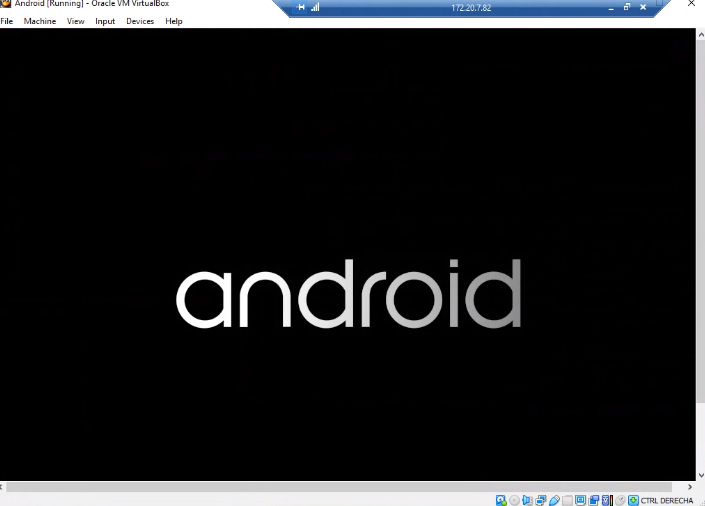 Android [Running] - Oracle VM VirtualBox
172.20.7.82
File Machine View Input Devices Help
android
CTRL DERECHA